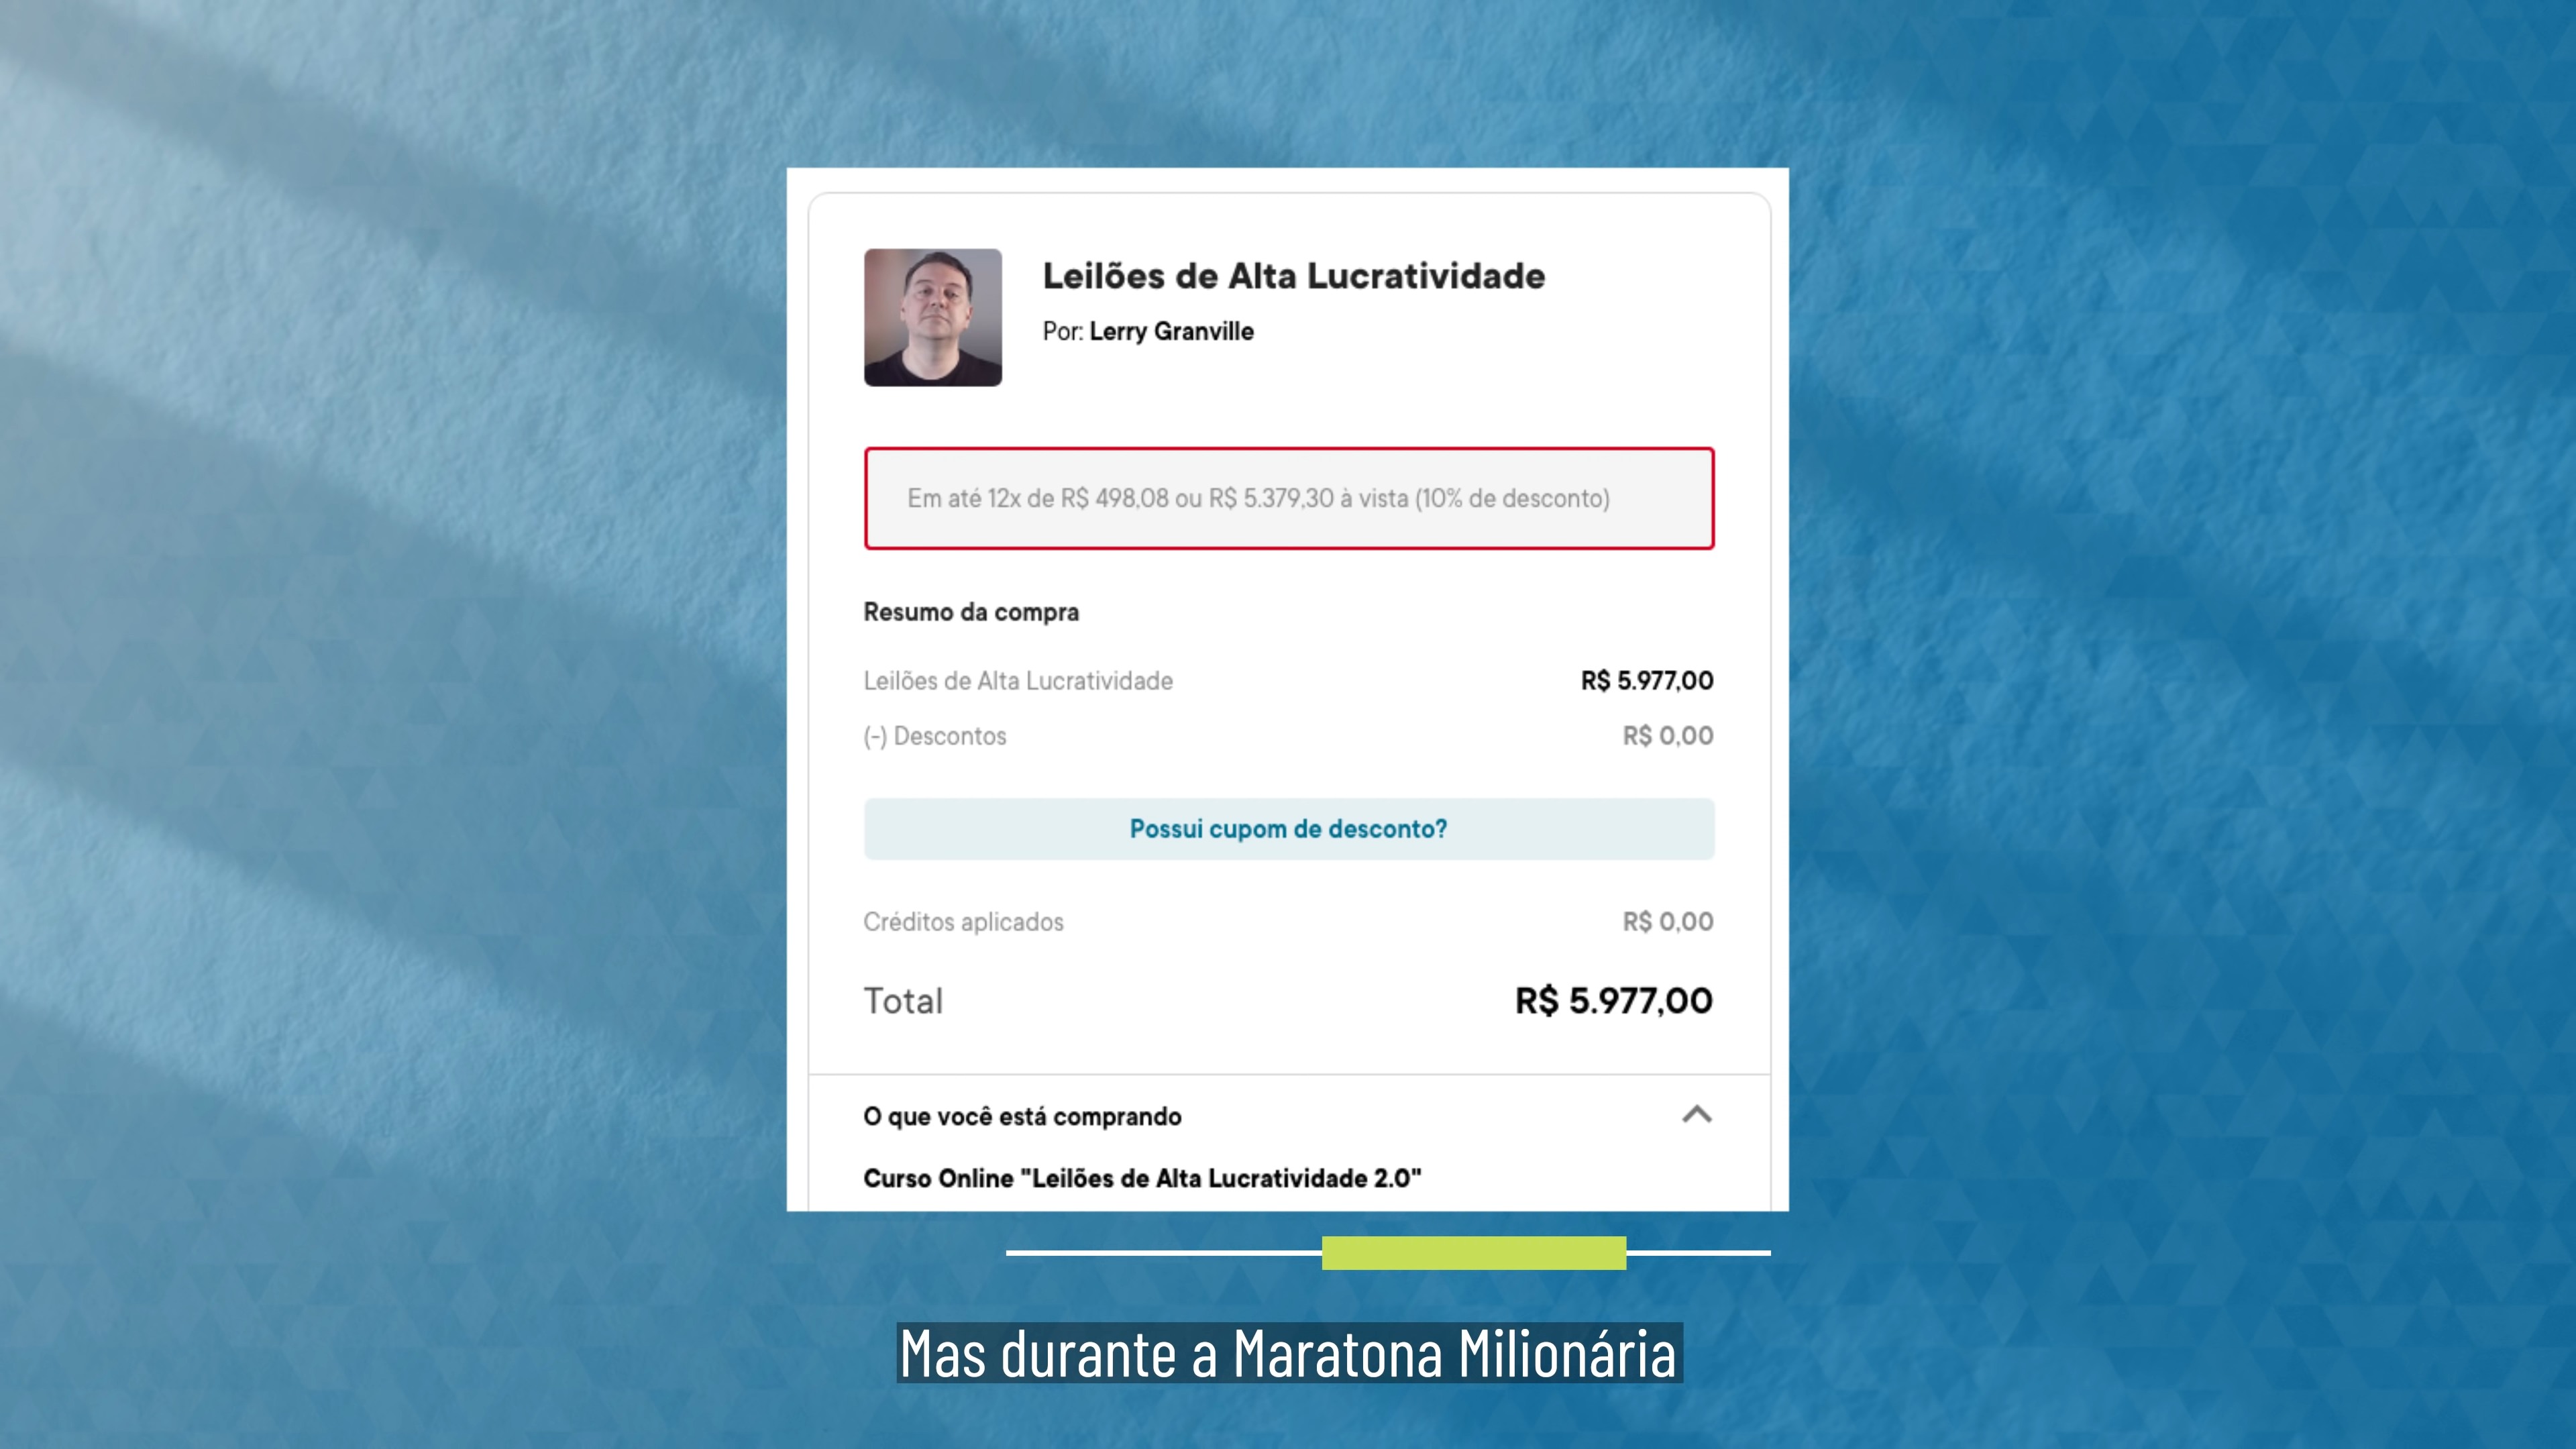 Leilões de Alta Lucratividade
Por: Lerry Granville
Em até 12x de R$ 498,08 ou R$ 5.379,30 à vista (10% de desconto)
Resumo da compra
Leilões de Alta Lucratividade R$ 5.977,00
(-) Descontos R$ 0,00
Possui cupom de desconto?
Créditos aplicados R$ 0,00
Total R$ 5.977,00
O que você está comprando
Curso Online "Leilões de Alta Lucratividade 2.0"
Mas durante a Maratona Milionária